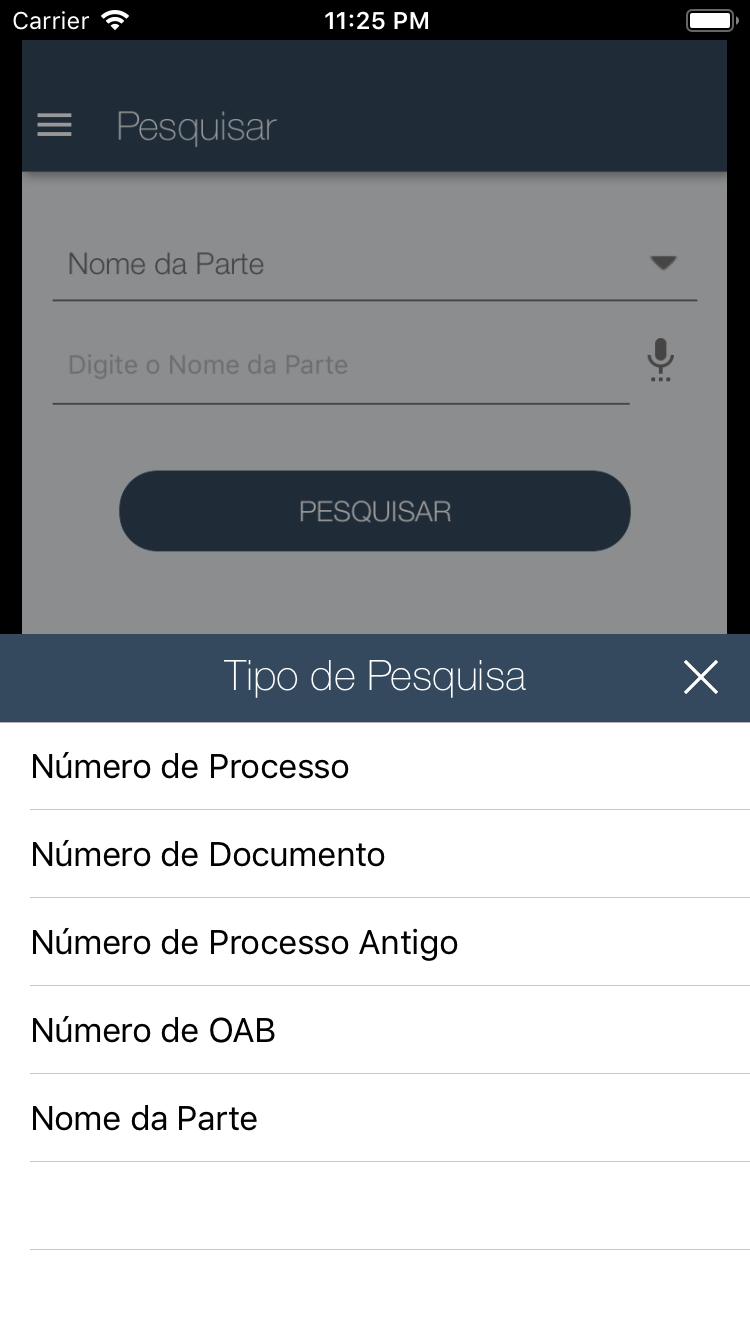 Carrier 11:25 PM
Pesquisar
Nome da Parte
Digite o Nome da Parte
PESQUISAR
Tipo de Pesquisa
Número de Processo
Número de Documento
Número de Processo Antigo
Número de OAB
Nome da Parte